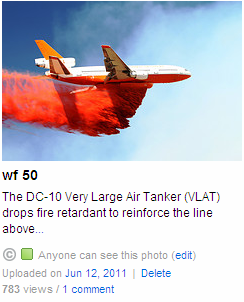 wf 50
The DC-10 Very Large Air Tanker (VLAT)
drops fire retardant to reinforce the line
above...
© Anyone can see this photo (edit)
Uploaded on Jun 12, 2011 | Delete
783 views / 1 comment